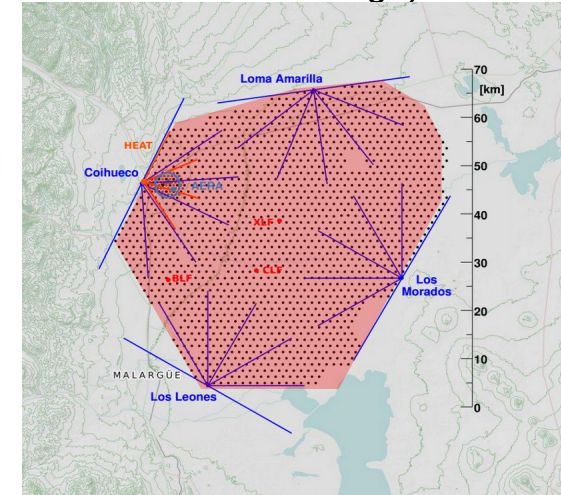 Loma Amarilla
70
[km]
60
HEAT
50
Coihueco
AERA
40
XLF
30
BLF
CLF
Los
Morados
20
10
MALARGÜE
Los Leones
0